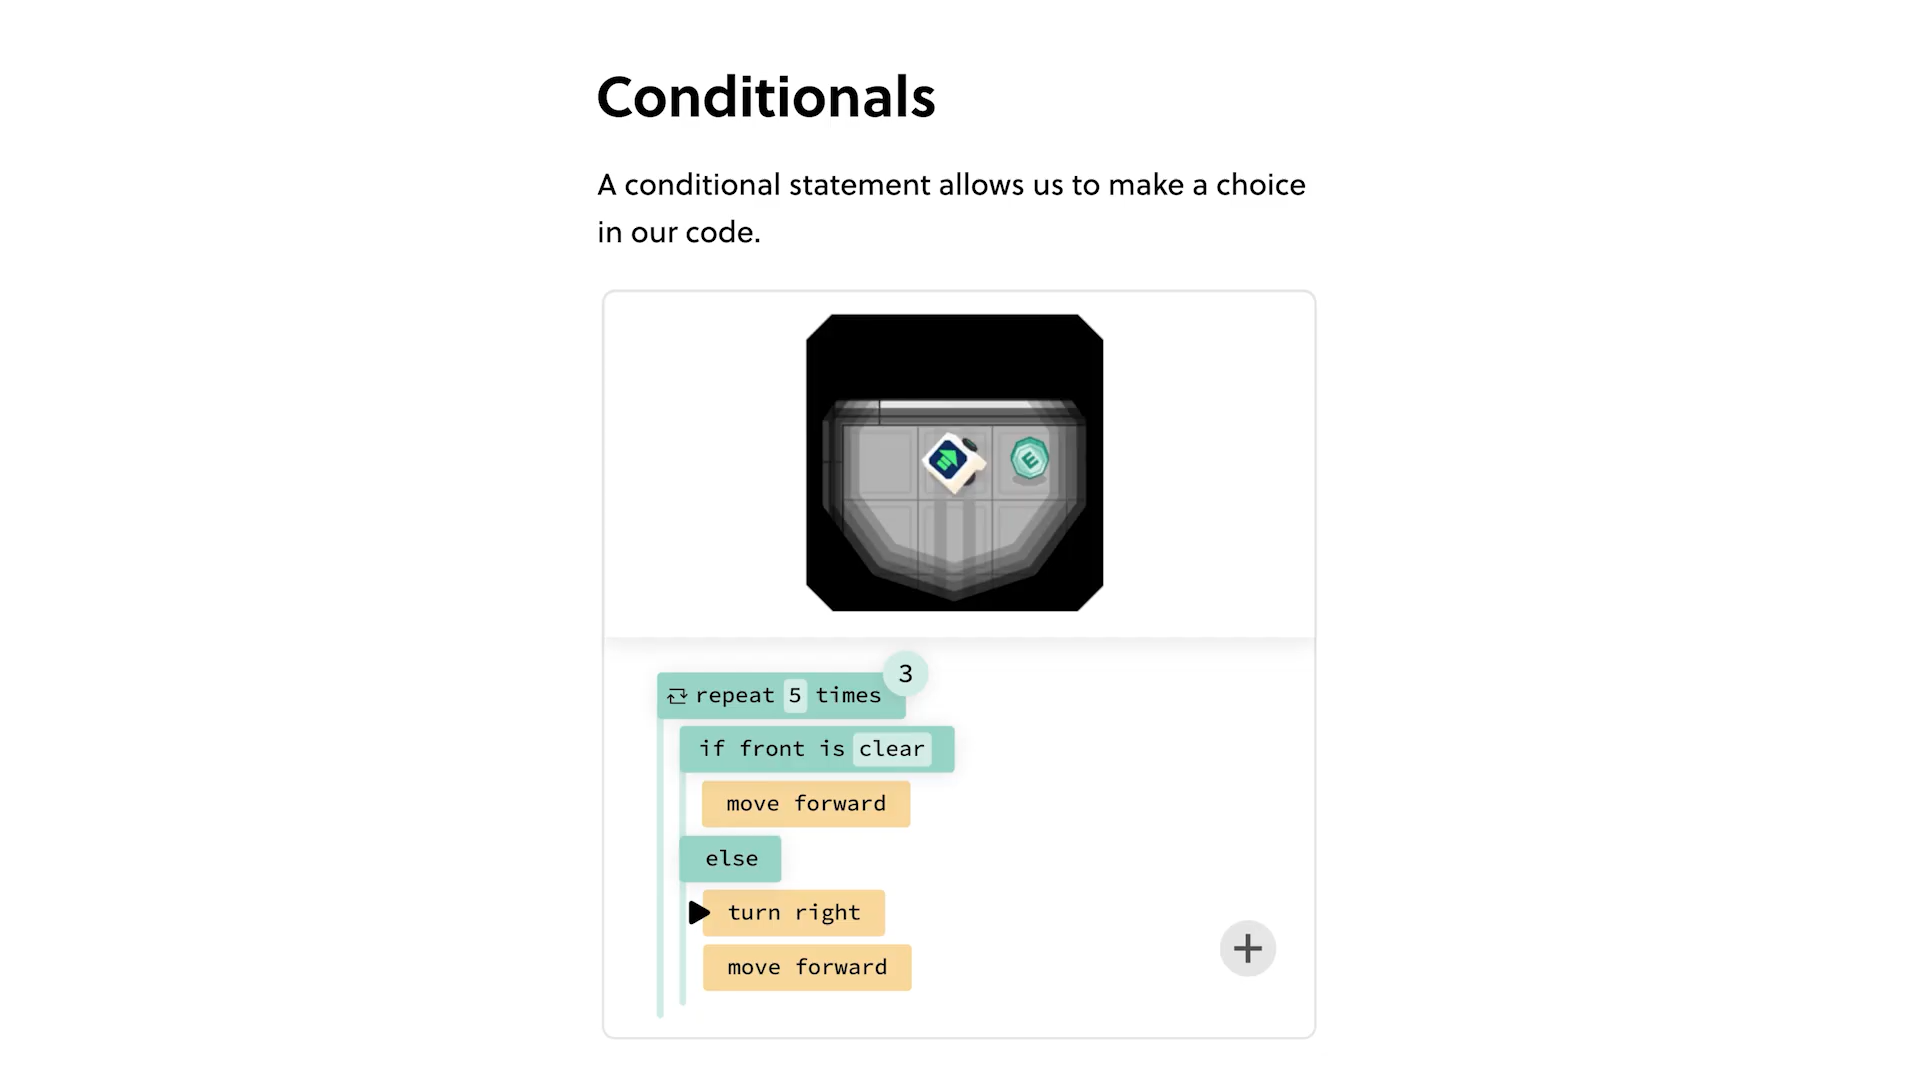 Conditionals
A conditional statement allows us to make a choice
in our code.
E
3
repeat 5 times
if front is clear
move forward
else
turn right
move forward